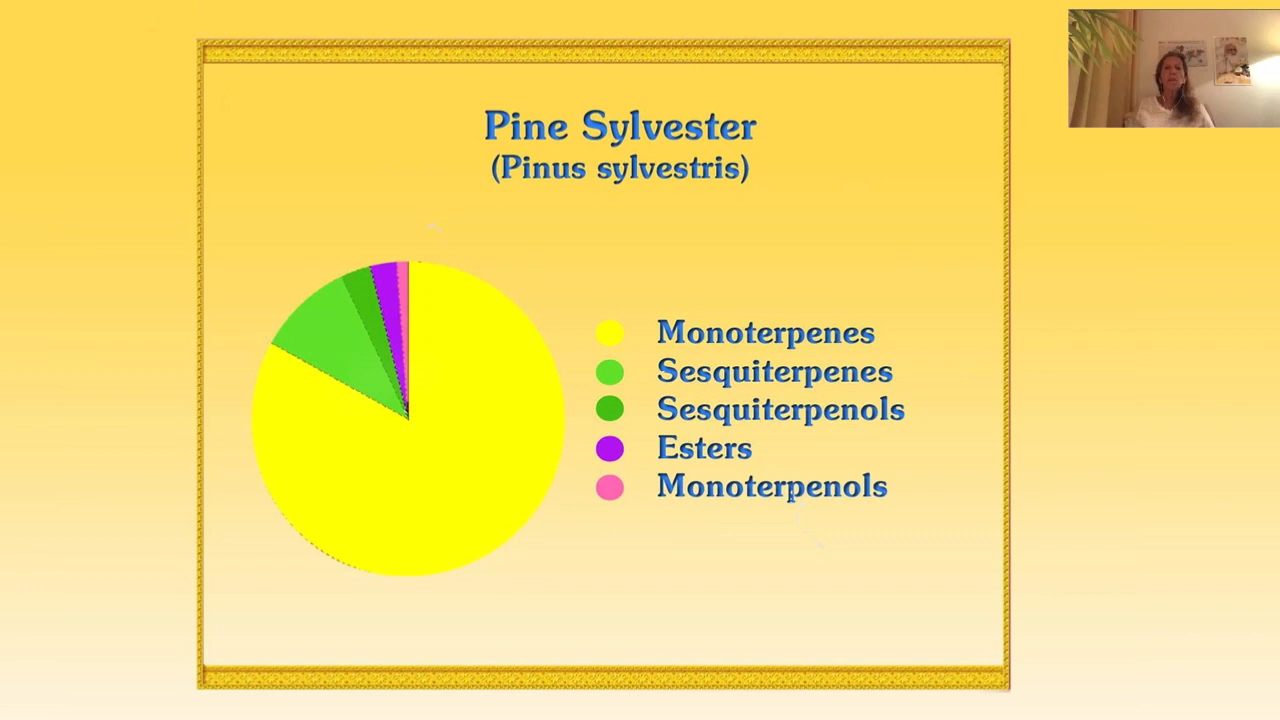 Pine Sylvester
(Pinus sylvestris)
Monoterpenes
Sesquiterpenes
Sesquiterpenols
Esters
Monoterpenols